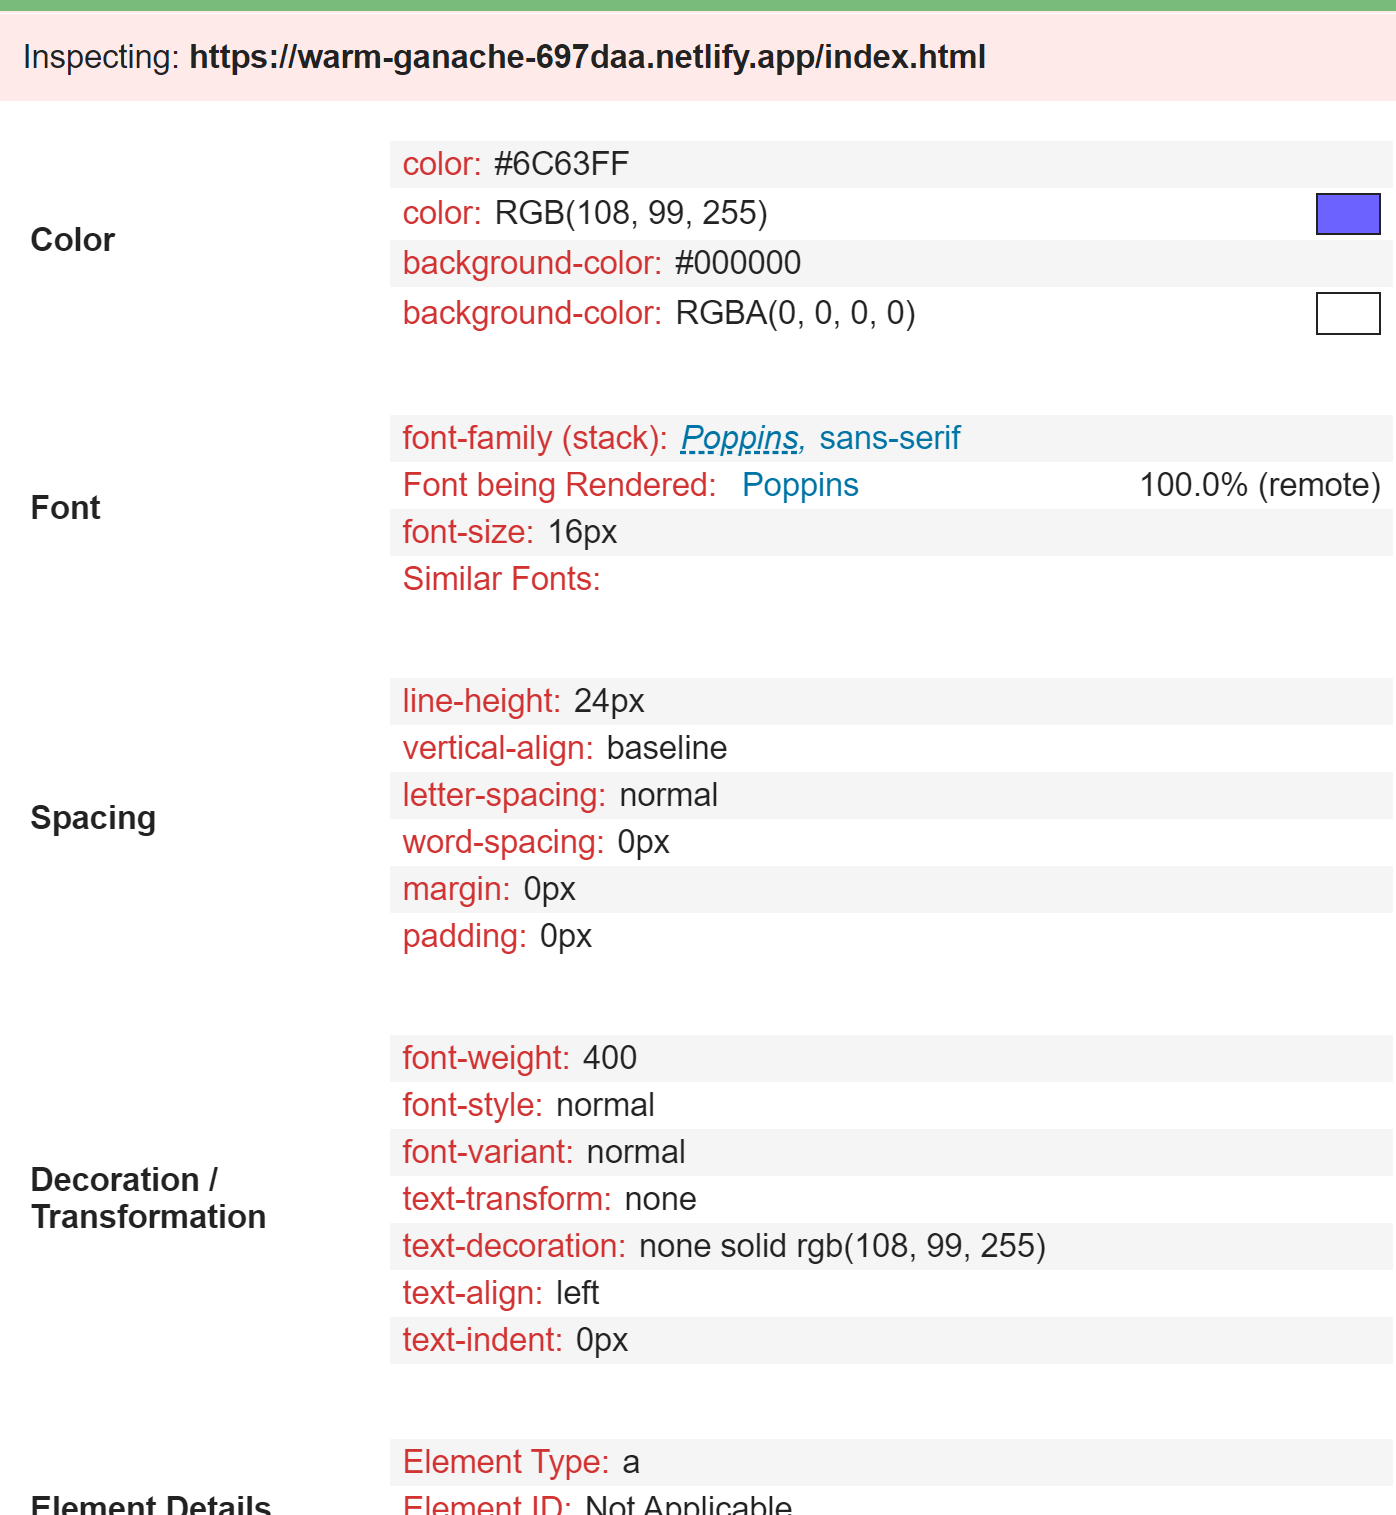 Inspecting: https://warm-ganache-697daa.netlify.app/index.html
Color
color: #6C63FF
color: RGB(108, 99, 255)
background-color: #000000
background-color: RGBA(0, 0, 0, 0)
Font
font-family (stack): Poppins, sans-serif
Font being Rendered: Poppins 100.0% (remote)
font-size: 16px
Similar Fonts:
Spacing
line-height: 24px
vertical-align: baseline
letter-spacing: normal
word-spacing: 0px
margin: 0px
padding: 0px
Decoration /
Transformation
font-weight: 400
font-style: normal
font-variant: normal
text-transform: none
text-decoration: none solid rgb(108, 99, 255)
text-align: left
text-indent: 0px
Element Details
Element Type: a
Element ID: Not Applicable